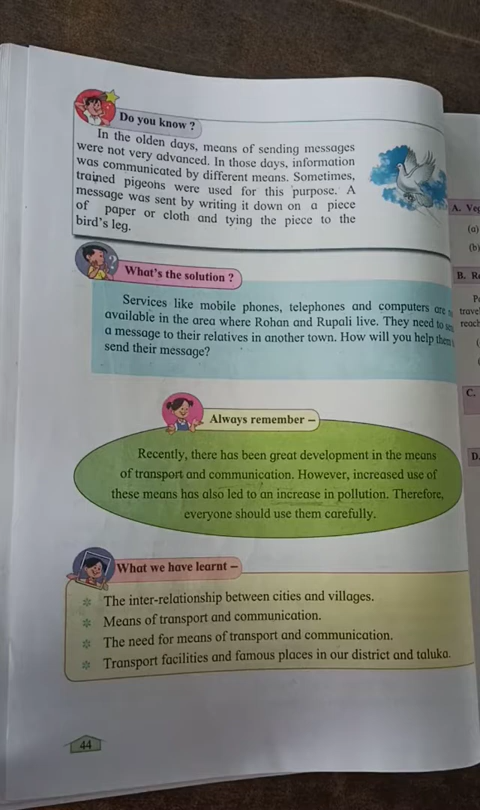 Do you know ?
In the olden days, means of sending messages
were not very advanced. In those days, information
was communicated by different means. Sometimes,
trained pigeons were used for this purpose. A
message was sent by writing it down on a piece
of paper or cloth and tying the piece to the
bird's leg.
What's the solution ?
Services like mobile phones, telephones and computers are
available in the area where Rohan and Rupali live. They need to
a message to their relatives in another town. How will you help them
send their message?
Always remember –
Recently, there has been great development in the means
of transport and communication. However, increased use of
these means has also led to an increase in pollution. Therefore,
everyone should use them carefully.
What we have learnt –
* The inter-relationship between cities and villages.
* Means of transport and communication.
* The need for means of transport and communication.
* Transport facilities and famous places in our district and taluka.
44
A.
(a)
(b)
B.
C.
D.